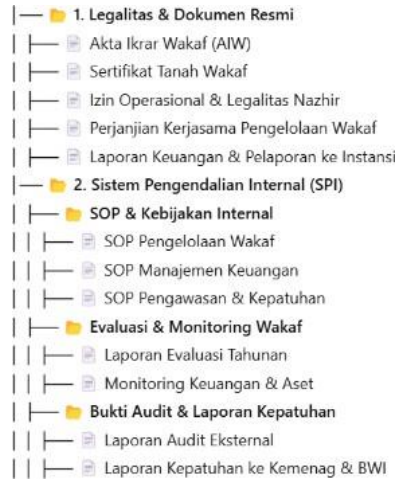 1. Legalitas & Dokumen Resmi
Akta Ikrar Wakaf (AIW)
Sertifikat Tanah Wakaf
Izin Operasional & Legalitas Nazhir
Perjanjian Kerjasama Pengelolaan Wakaf
Laporan Keuangan & Pelaporan ke Instansi
2. Sistem Pengendalian Internal (SPI)
SOP & Kebijakan Internal
SOP Pengelolaan Wakaf
SOP Manajemen Keuangan
SOP Pengawasan & Kepatuhan
Evaluasi & Monitoring Wakaf
Laporan Evaluasi Tahunan
Monitoring Keuangan & Aset
Bukti Audit & Laporan Kepatuhan
Laporan Audit Eksternal
Laporan Kepatuhan ke Kemenag & BWI